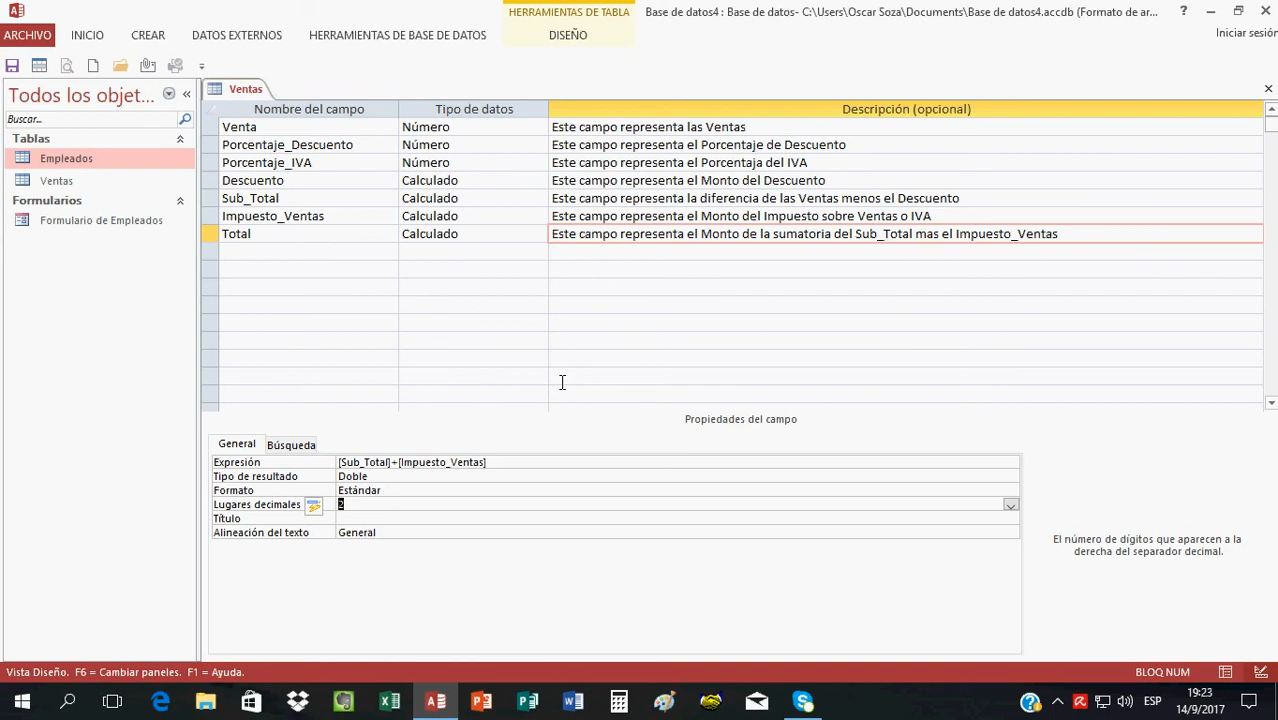 HERRAMIENTAS DE TABLA
Base de datos4 : Base de datos- C:\Users\Oscar Soza\Documents\Base de datos4.accdb (Formato de ar...
ARCHIVO INICIO CREAR DATOS EXTERNOS HERRAMIENTAS DE BASE DE DATOS DISEÑO Iniciar sesión
Todos los objet...
Buscar...
Tablas
Empleados
Ventas
Formularios
Formulario de Empleados
Ventas
Nombre del campo Tipo de datos Descripción (opcional)
Venta Número Este campo representa las Ventas
Porcentaje_Descuento Número Este campo representa el Porcentaje de Descuento
Porcentaje_IVA Número Este campo representa el Porcentaja del IVA
Descuento Calculado Este campo representa el Monto del Descuento
Sub_Total Calculado Este campo representa la diferencia de las Ventas menos el Descuento
Impuesto_Ventas Calculado Este campo representa el Monto del Impuesto sobre Ventas o IVA
Total Calculado Este campo representa el Monto de la sumatoria del Sub_Total mas el Impuesto_Ventas
Propiedades del campo
General Búsqueda
Expresión [Sub_Total]+[Impuesto_Ventas]
Tipo de resultado Doble
Formato Estándar
Lugares decimales 2
Título
Alineación del texto General
El número de dígitos que aparecen a la
derecha del separador decimal.
Vista Diseño. F6 = Cambiar paneles. F1 = Ayuda. BLOQ NUM
ESP
19:23
14/9/2017